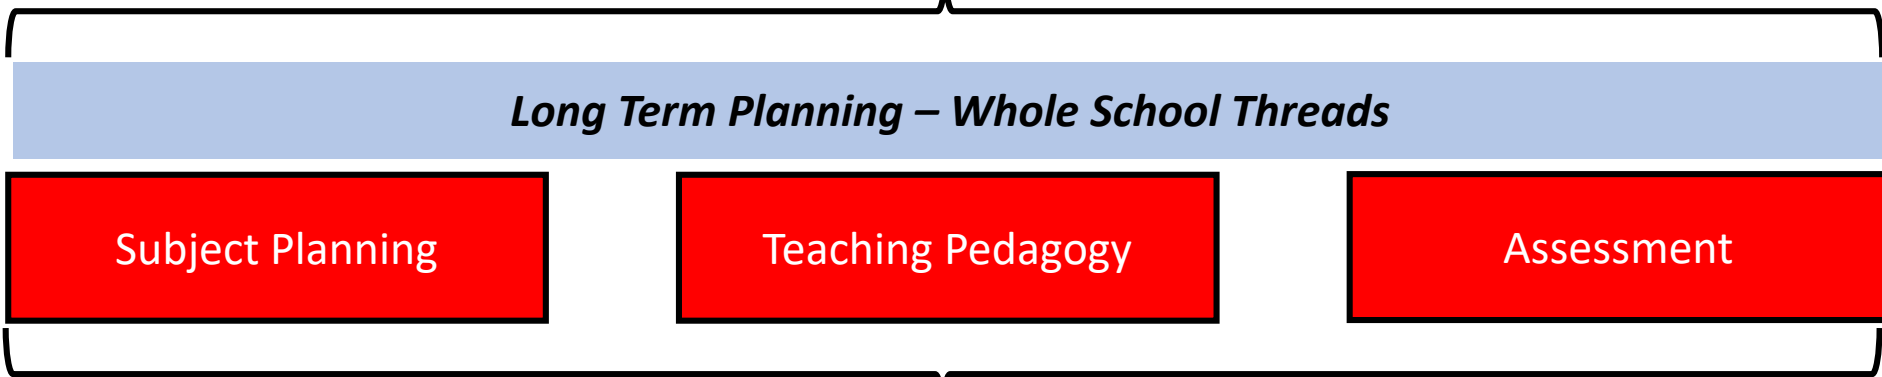 Long Term Planning – Whole School Threads
Subject Planning
Teaching Pedagogy
Assessment